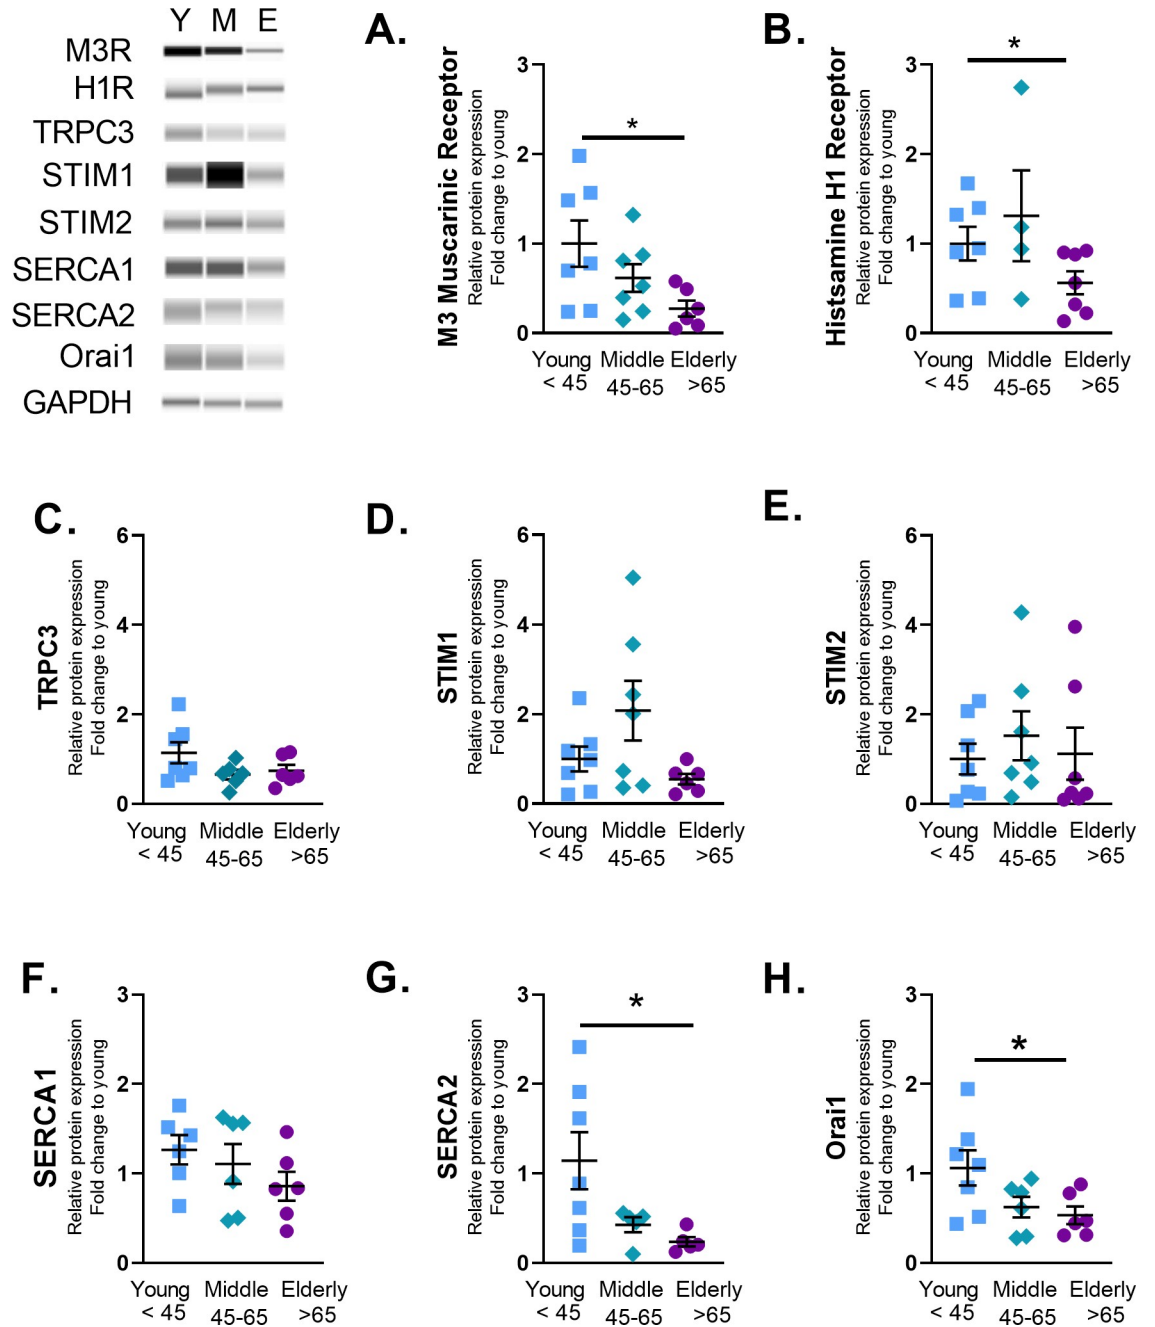 Y M E
M3R
H1R
TRPC3
STIM1
STIM2
SERCA1
SERCA2
Orai1
GAPDH
A.
M3 Muscarinic Receptor
Relative protein expression
Fold change to young
3
2
1
0
*
Young Middle Elderly
< 45 45-65 >65
B.
Histsamine H1 Receptor
Relative protein expression
Fold change to young
3
2
1
0
*
Young Middle Elderly
< 45 45-65 >65
C.
TRPC3
Relative protein expression
Fold change to young
6
4
2
0
Young Middle Elderly
< 45 45-65 >65
D.
STIM1
Relative protein expression
Fold change to young
6
4
2
0
Young Middle Elderly
< 45 45-65 >65
E.
STIM2
Relative protein expression
Fold change to young
6
4
2
0
Young Middle Elderly
< 45 45-65 >65
F.
SERCA1
Relative protein expression
Fold change to young
3
2
1
0
Young Middle Elderly
< 45 45-65 >65
G.
SERCA2
Relative protein expression
Fold change to young
3
2
1
0
*
Young Middle Elderly
< 45 45-65 >65
H.
Orai1
Relative protein expression
Fold change to young
3
2
1
0
*
Young Middle Elderly
< 45 45-65 >65